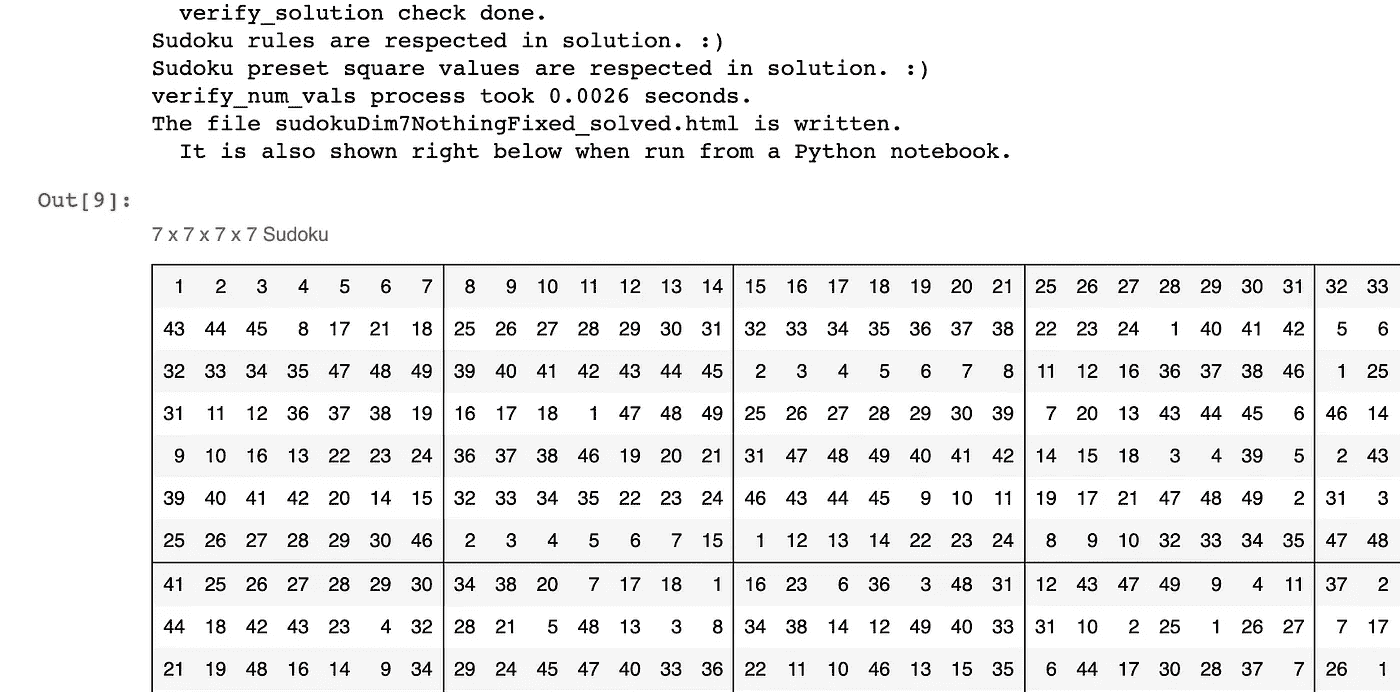 verify_solution check done.
Sudoku rules are respected in solution. :)
Sudoku preset square values are respected in solution. :)
verify_num_vals process took 0.0026 seconds.
The file sudokuDim7NothingFixed_solved.html is written.
It is also shown right below when run from a Python notebook.
Out[9]:
7 x 7 x 7 x 7 Sudoku
1 2 3 4 5 6 7 8 9 10 11 12 13 14 15 16 17 18 19 20 21 25 26 27 28 29 30 31 32 33
43 44 45 8 17 21 18 25 26 27 28 29 30 31 32 33 34 35 36 37 38 22 23 24 1 40 41 42 5 6
32 33 34 35 47 48 49 39 40 41 42 43 44 45 2 3 4 5 6 7 8 11 12 16 36 37 38 46 1 25
31 11 12 36 37 38 19 16 17 18 1 47 48 49 25 26 27 28 29 30 39 7 20 13 43 44 45 6 46 14
9 10 16 13 22 23 24 36 37 38 46 19 20 21 31 47 48 49 40 41 42 14 15 18 3 4 39 5 2 43
39 40 41 42 20 14 15 32 33 34 35 22 23 24 46 43 44 45 9 10 11 19 17 21 47 48 49 2 31 3
25 26 27 28 29 30 46 2 3 4 5 6 7 15 1 12 13 14 22 23 24 8 9 10 32 33 34 35 47 48
41 25 26 27 28 29 30 34 38 20 7 17 18 1 16 23 6 36 3 48 31 12 43 47 49 9 4 11 37 2
44 18 42 43 23 4 32 28 21 5 48 13 3 8 34 38 14 12 49 40 33 31 10 2 25 1 26 27 7 17
21 19 48 16 14 9 34 29 24 45 47 40 33 36 22 11 10 46 13 15 35 6 44 17 30 28 37 7 26 1